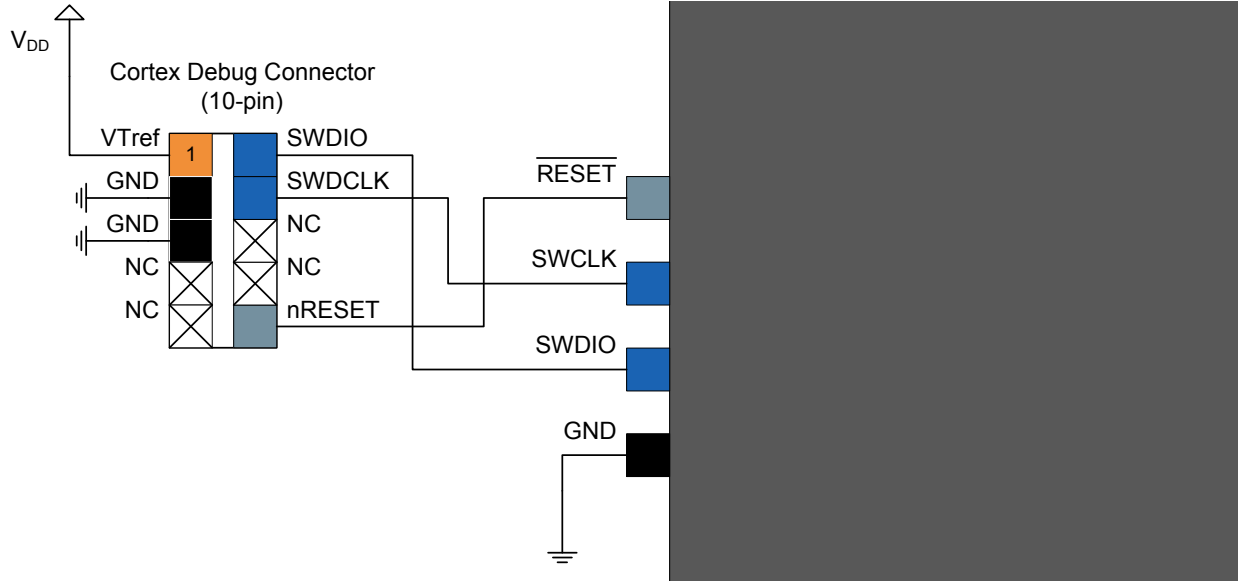 VDD
Cortex Debug Connector
(10-pin)
VTref
1
SWDIO
GND
SWDCLK
GND
NC
NC
NC
NC
nRESET
RESET
SWCLK
SWDIO
GND